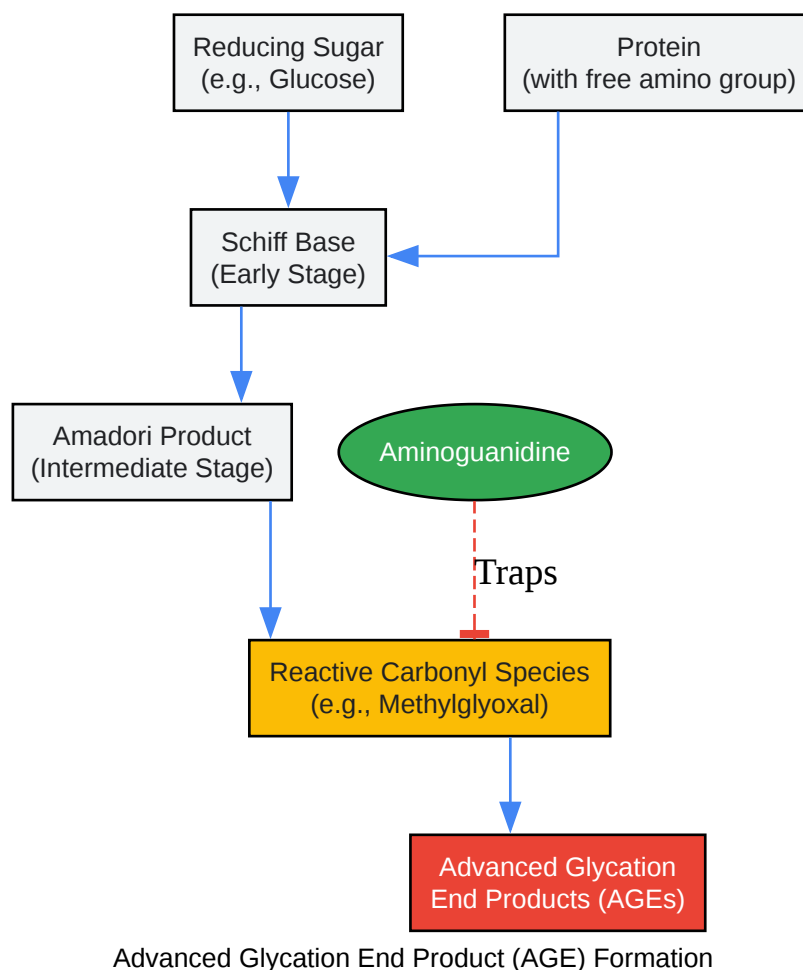 Reducing Sugar
(e.g., Glucose)
Protein
(with free amino group)
Schiff Base
(Early Stage)
Amadori Product
(Intermediate Stage)
Aminoguanidine
Traps
Reactive Carbonyl Species
(e.g., Methylglyoxal)
Advanced Glycation
End Products (AGEs)
Advanced Glycation End Product (AGE) Formation